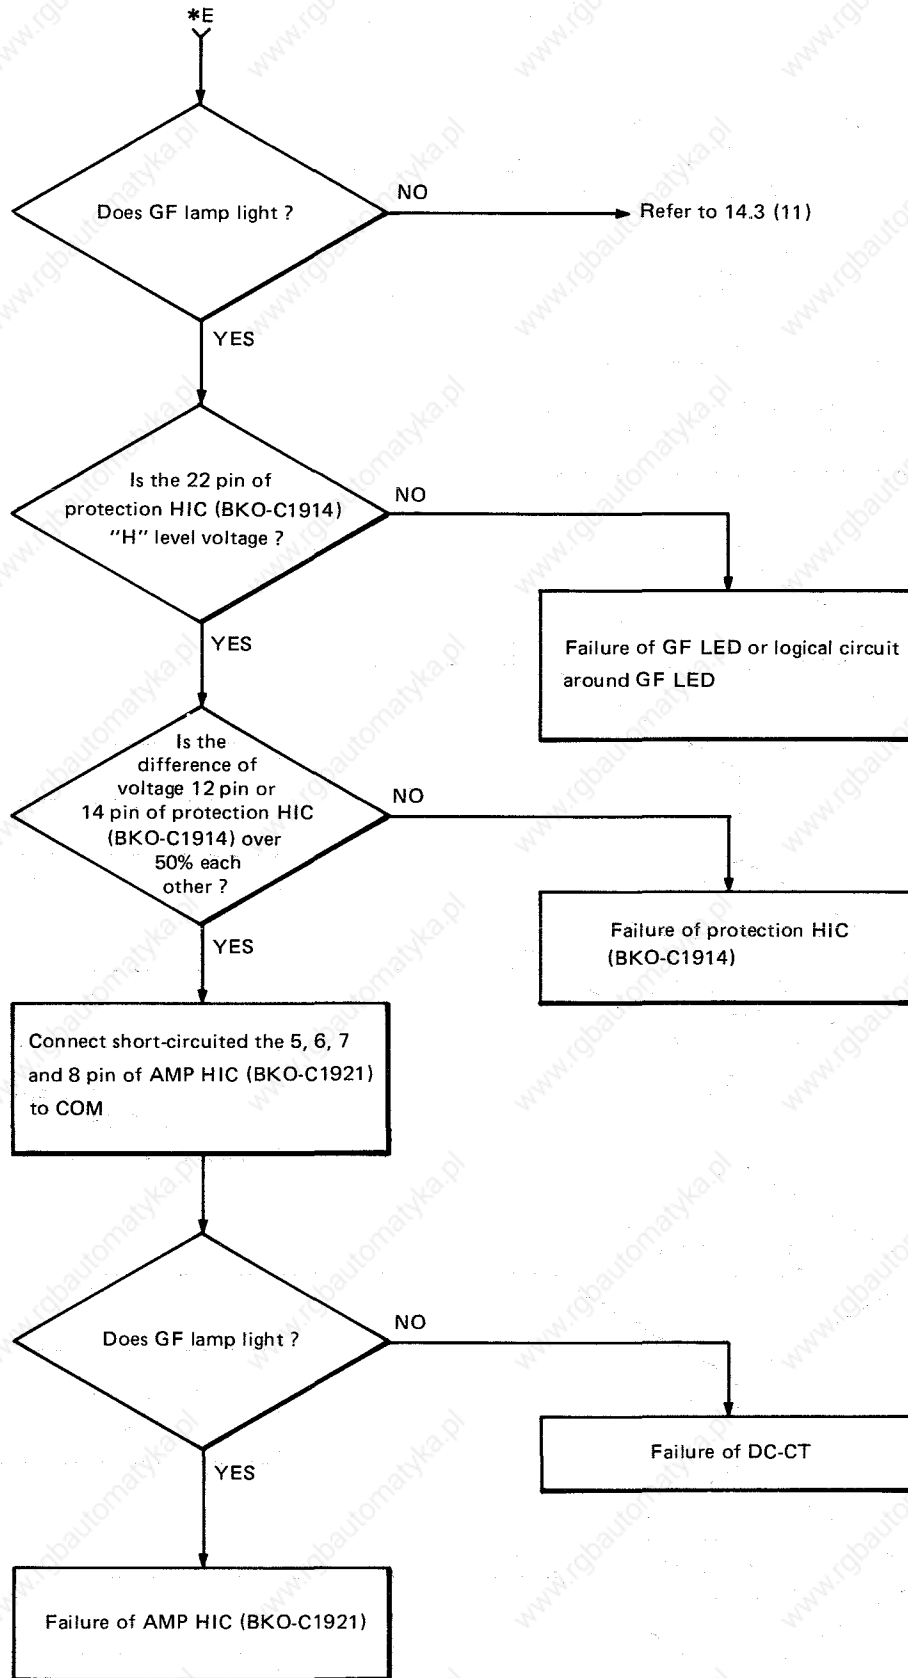 *E
Does GF lamp light ?
NO
Refer to 14.3 (11)
YES
Is the 22 pin of
protection HIC (BKO-C1914)
"H" level voltage ?
NO
Failure of GF LED or logical circuit
around GF LED
YES
Is the
difference of
voltage 12 pin or
14 pin of protection HIC
(BKO-C1914) over
50% each
other ?
NO
Failure of protection HIC
(BKO-C1914)
YES
Connect short-circuited the 5, 6, 7
and 8 pin of AMP HIC (BKO-C1921)
to COM
Does GF lamp light ?
NO
Failure of DC-CT
YES
Failure of AMP HIC (BKO-C1921)
www.rgbautomatyka.pl